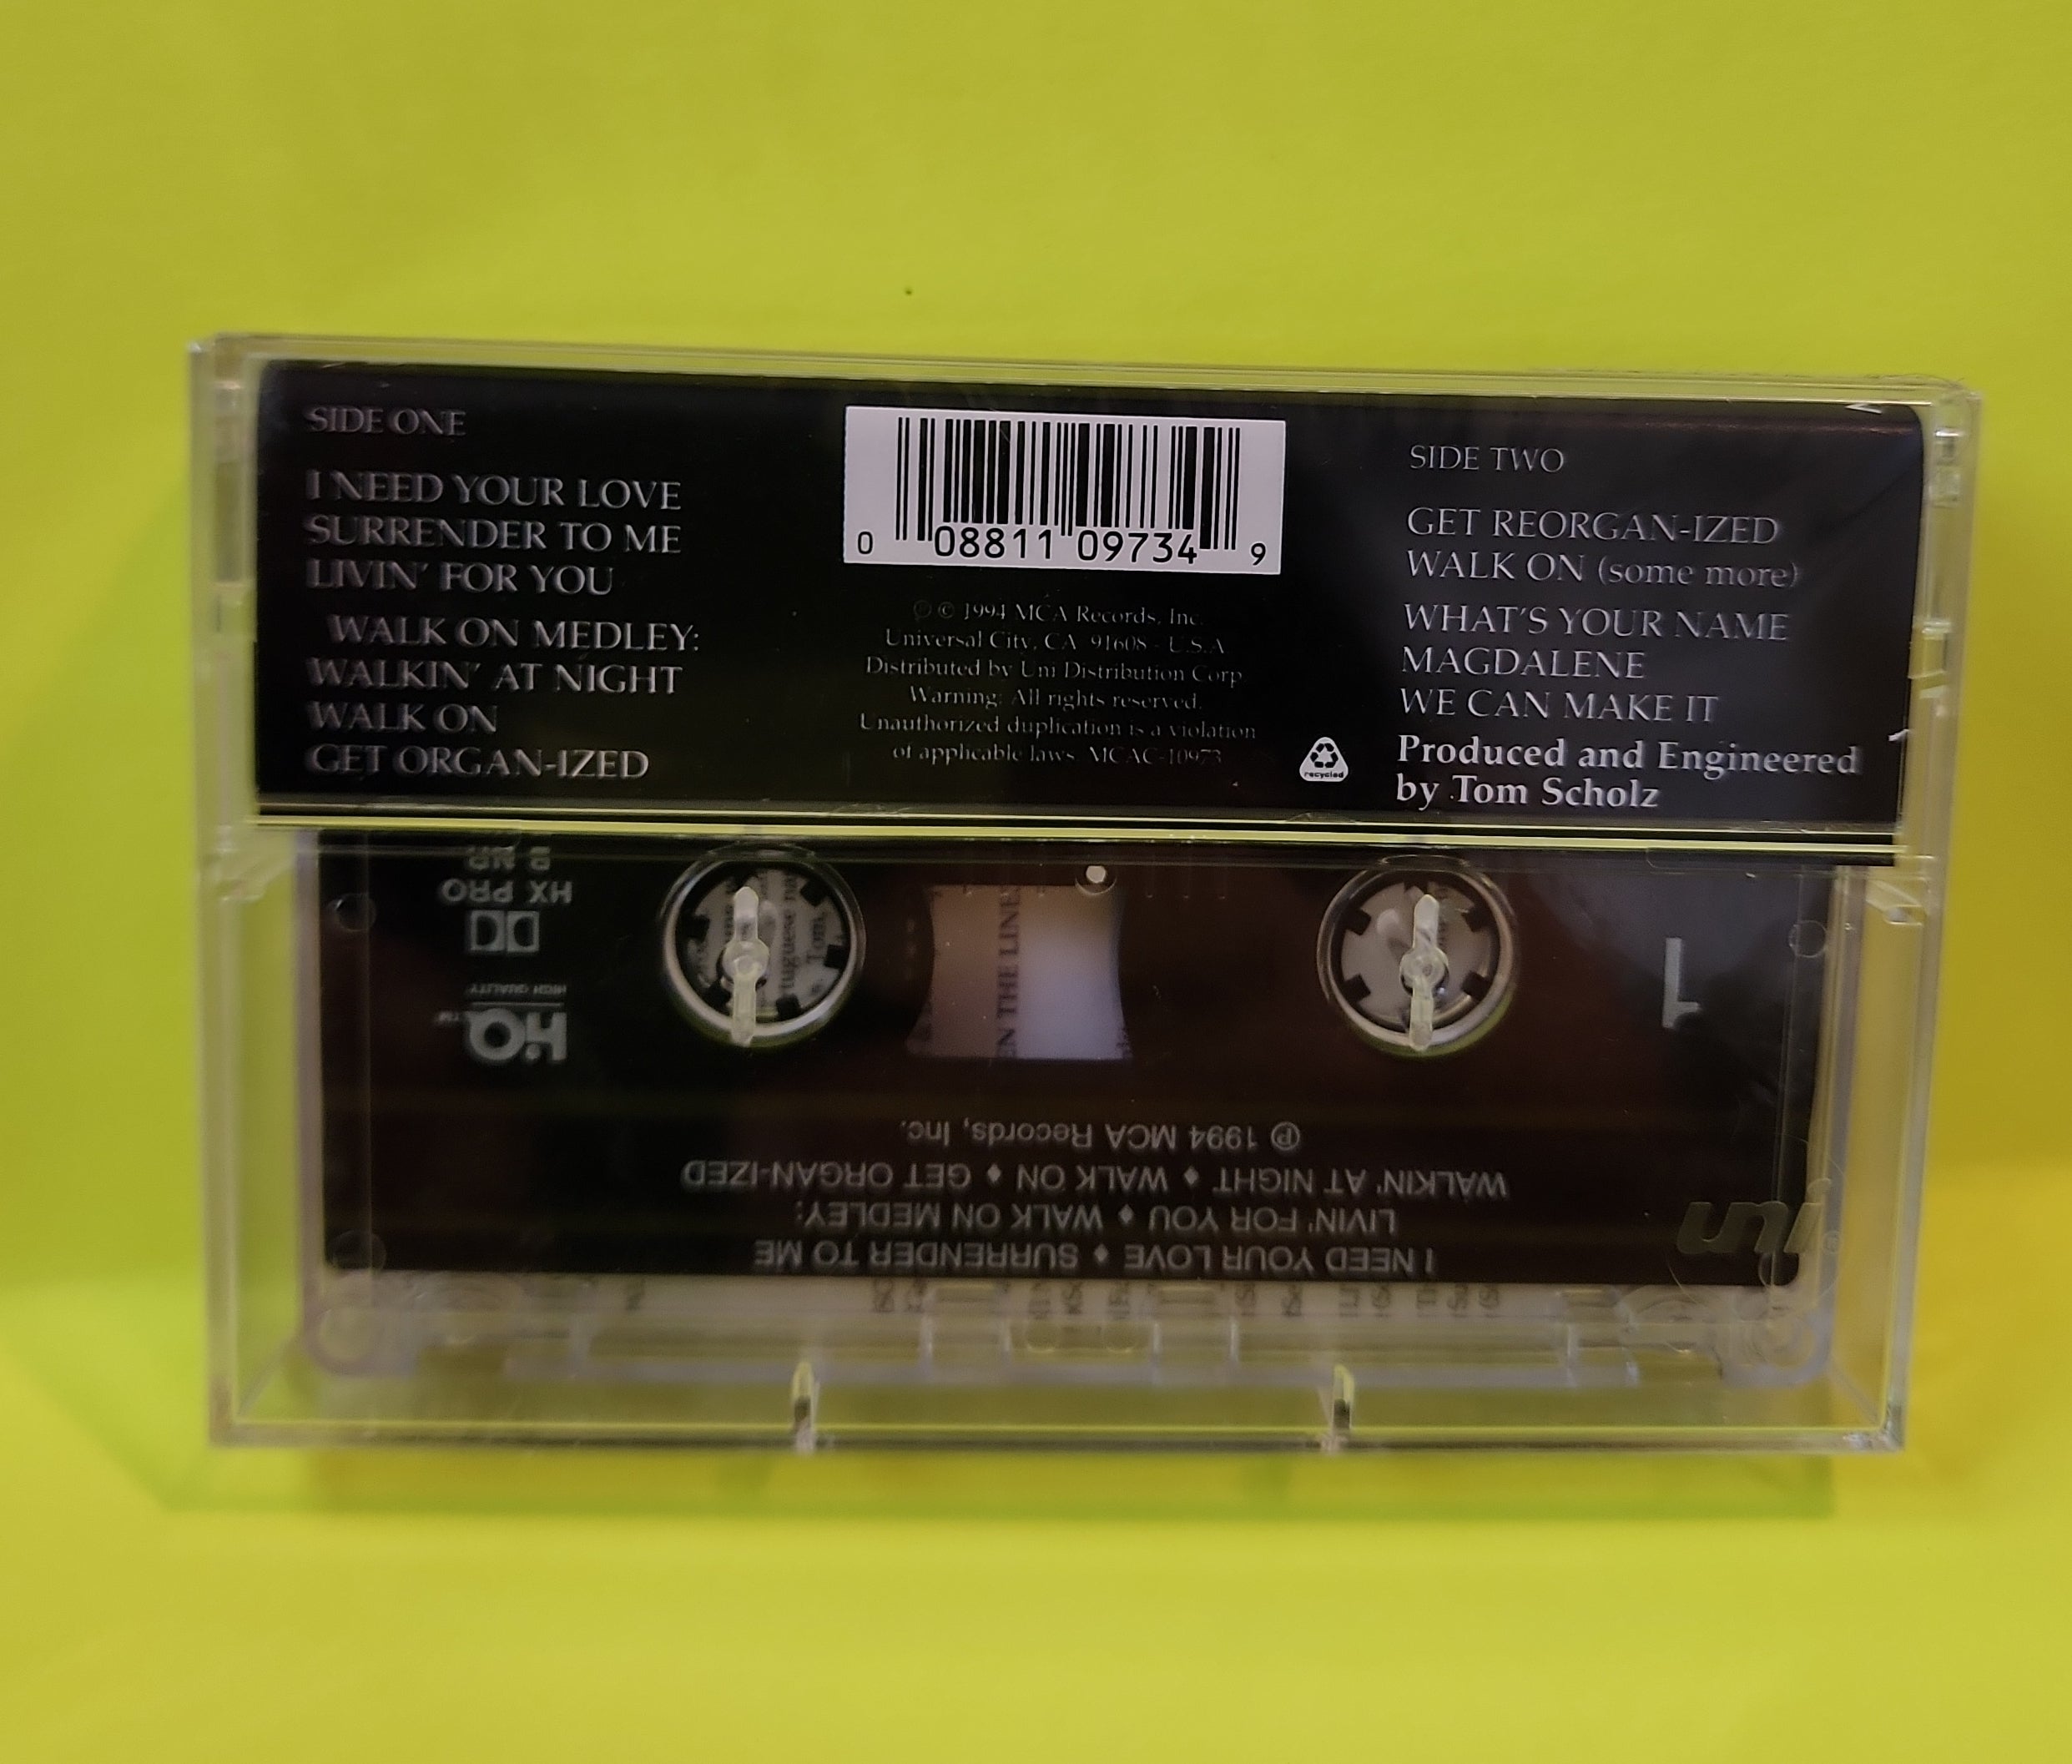 SIDE ONE
I NEED YOUR LOVE
SURRENDER TO ME
LIVIN' FOR YOU
WALK ON MEDLEY:
WALKIN' AT NIGHT
WALK ON
GET ORGAN-IZED
0 08811 09734 9
℗ © 1994 MCA Records, Inc.
Universal City, CA 91608 - U.S.A
Distributed by Uni Distribution Corp
Warning: All rights reserved.
Unauthorized duplication is a violation
of applicable laws. MCAC-10973
recycled
SIDE TWO
GET REORGAN-IZED
WALK ON (some more)
WHAT'S YOUR NAME
MAGDALENE
WE CAN MAKE IT
Produced and Engineered
by Tom Scholz
I NEED YOUR LOVE ♦ SURRENDER TO ME
LIVIN' FOR YOU ♦ WALK ON MEDLEY:
WALKIN' AT NIGHT ♦ WALK ON ♦ GET ORGAN-IZED
℗ 1994 MCA Records, Inc.
1
HQ™
HIGH QUALITY
HX PRO
B NR
THE LINES
Tom,
uni